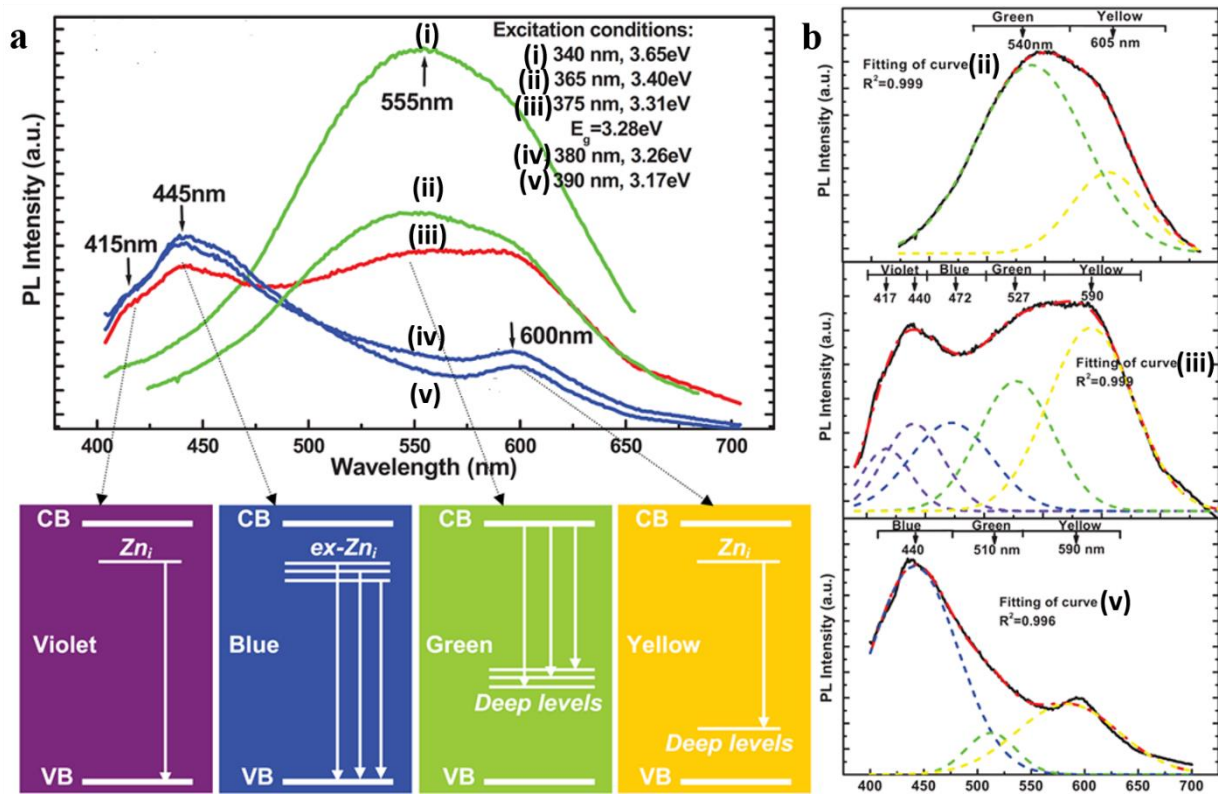 a
(i)
Excitation conditions:
(i) 340 nm, 3.65eV
(ii) 365 nm, 3.40eV
(iii) 375 nm, 3.31eV
E_g=3.28eV
(iv) 380 nm, 3.26eV
(v) 390 nm, 3.17eV
555nm
445nm
415nm
(ii)
(iii)
600nm
(iv)
(v)
PL Intensity (a.u.)
400 450 500 550 600 650 700
Wavelength (nm)
CB
Zn_i
Violet
VB
CB
ex-Zn_i
Blue
VB
CB
Green
Deep levels
VB
CB
Zn_i
Yellow
Deep levels
VB
b
Green Yellow
540nm 605 nm
Fitting of curve (ii)
R²=0.999
PL Intensity (a.u.)
Violet Blue Green Yellow
417 440 472 527 590
Fitting of curve (iii)
R²=0.999
PL Intensity (a.u.)
Blue Green Yellow
440 510 nm 590 nm
Fitting of curve (v)
R²=0.996
PL Intensity (a.u.)
400 450 500 550 600 650 700